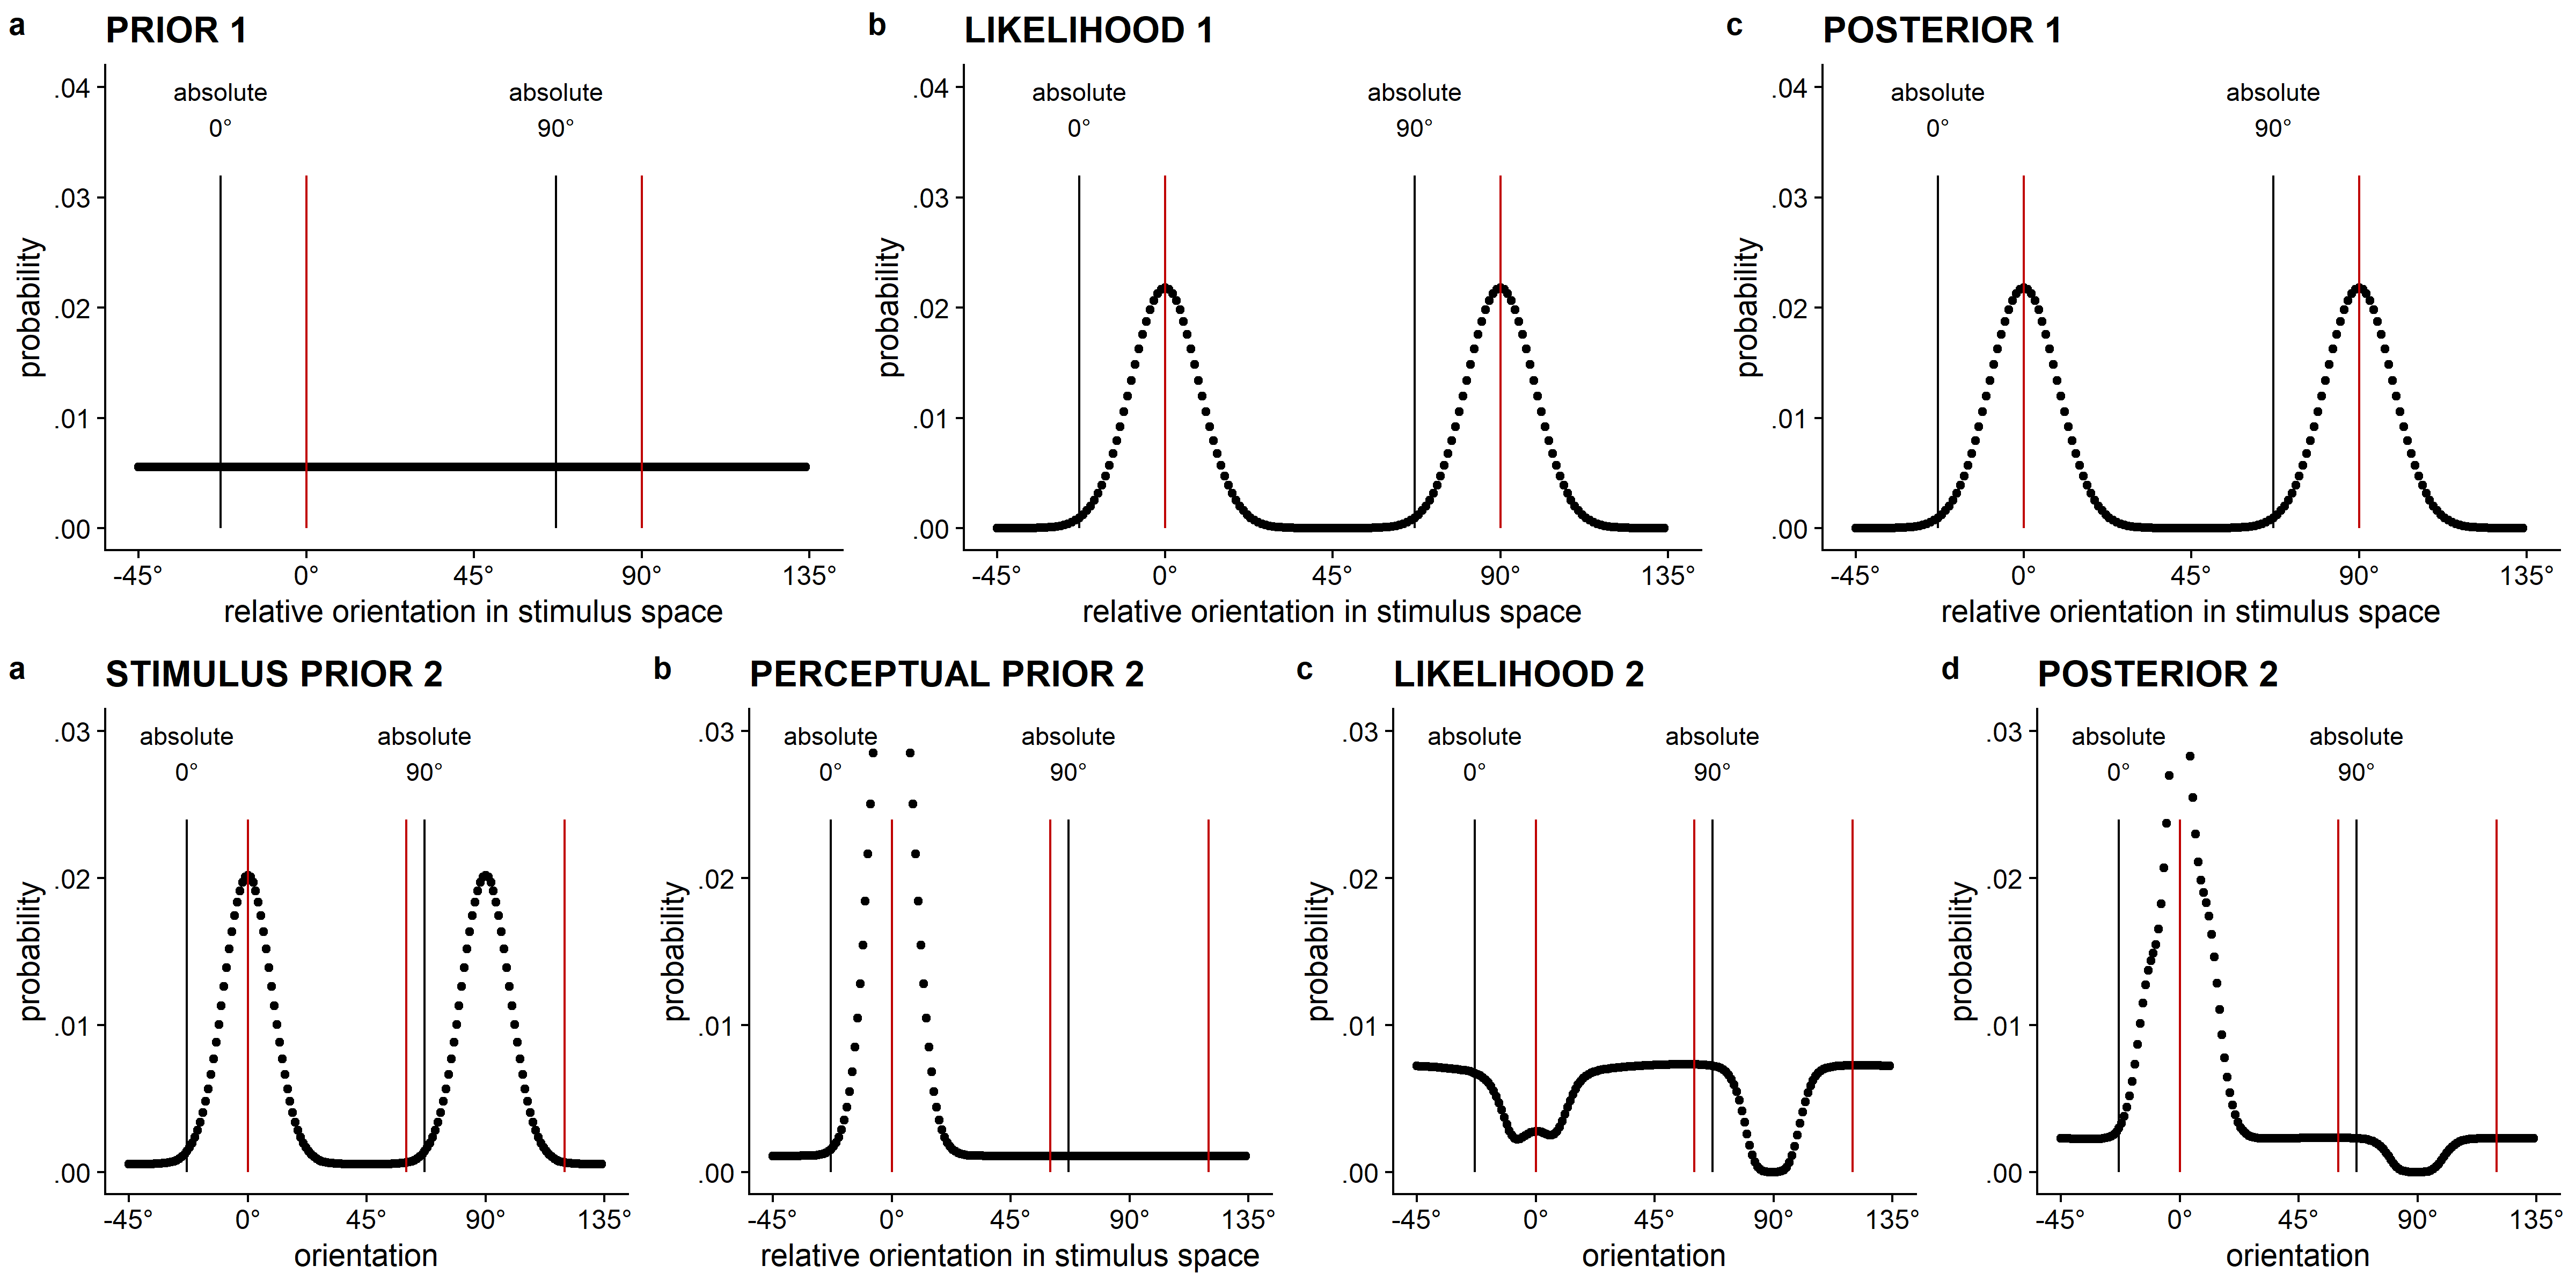 a PRIOR 1
.04
.03
.02
.01
.00
absolute absolute
0° 90°
probability
-45° 0° 45° 90° 135°
relative orientation in stimulus space
b LIKELIHOOD 1
.04
.03
.02
.01
.00
absolute absolute
0° 90°
probability
-45° 0° 45° 90° 135°
relative orientation in stimulus space
c POSTERIOR 1
.04
.03
.02
.01
.00
absolute absolute
0° 90°
probability
-45° 0° 45° 90° 135°
relative orientation in stimulus space
a STIMULUS PRIOR 2
.03
.02
.01
.00
absolute absolute
0° 90°
probability
-45° 0° 45° 90° 135°
orientation
b PERCEPTUAL PRIOR 2
.03
.02
.01
.00
absolute absolute
0° 90°
probability
-45° 0° 45° 90° 135°
relative orientation in stimulus space
c LIKELIHOOD 2
.03
.02
.01
.00
absolute absolute
0° 90°
probability
-45° 0° 45° 90° 135°
orientation
d POSTERIOR 2
.03
.02
.01
.00
absolute absolute
0° 90°
probability
-45° 0° 45° 90° 135°
orientation